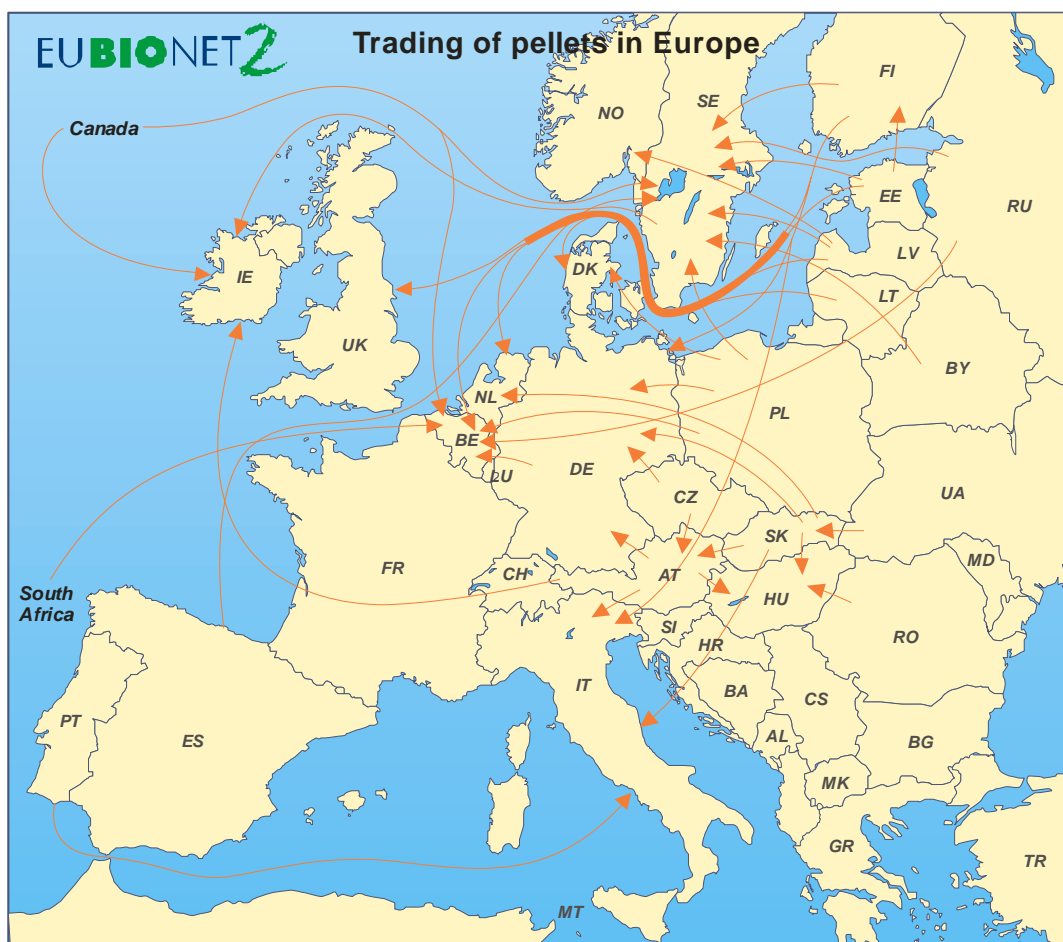 EUBIONET2
Trading of pellets in Europe
Canada
NO
SE
FI
EE
RU
LV
LT
IE
DK
UK
BY
NL
PL
BE
DE
LU
CZ
UA
SK
FR
CH
AT
MD
HU
South
Africa
SI
HR
RO
IT
BA
CS
PT
ES
AL
BG
MK
GR
TR
MT